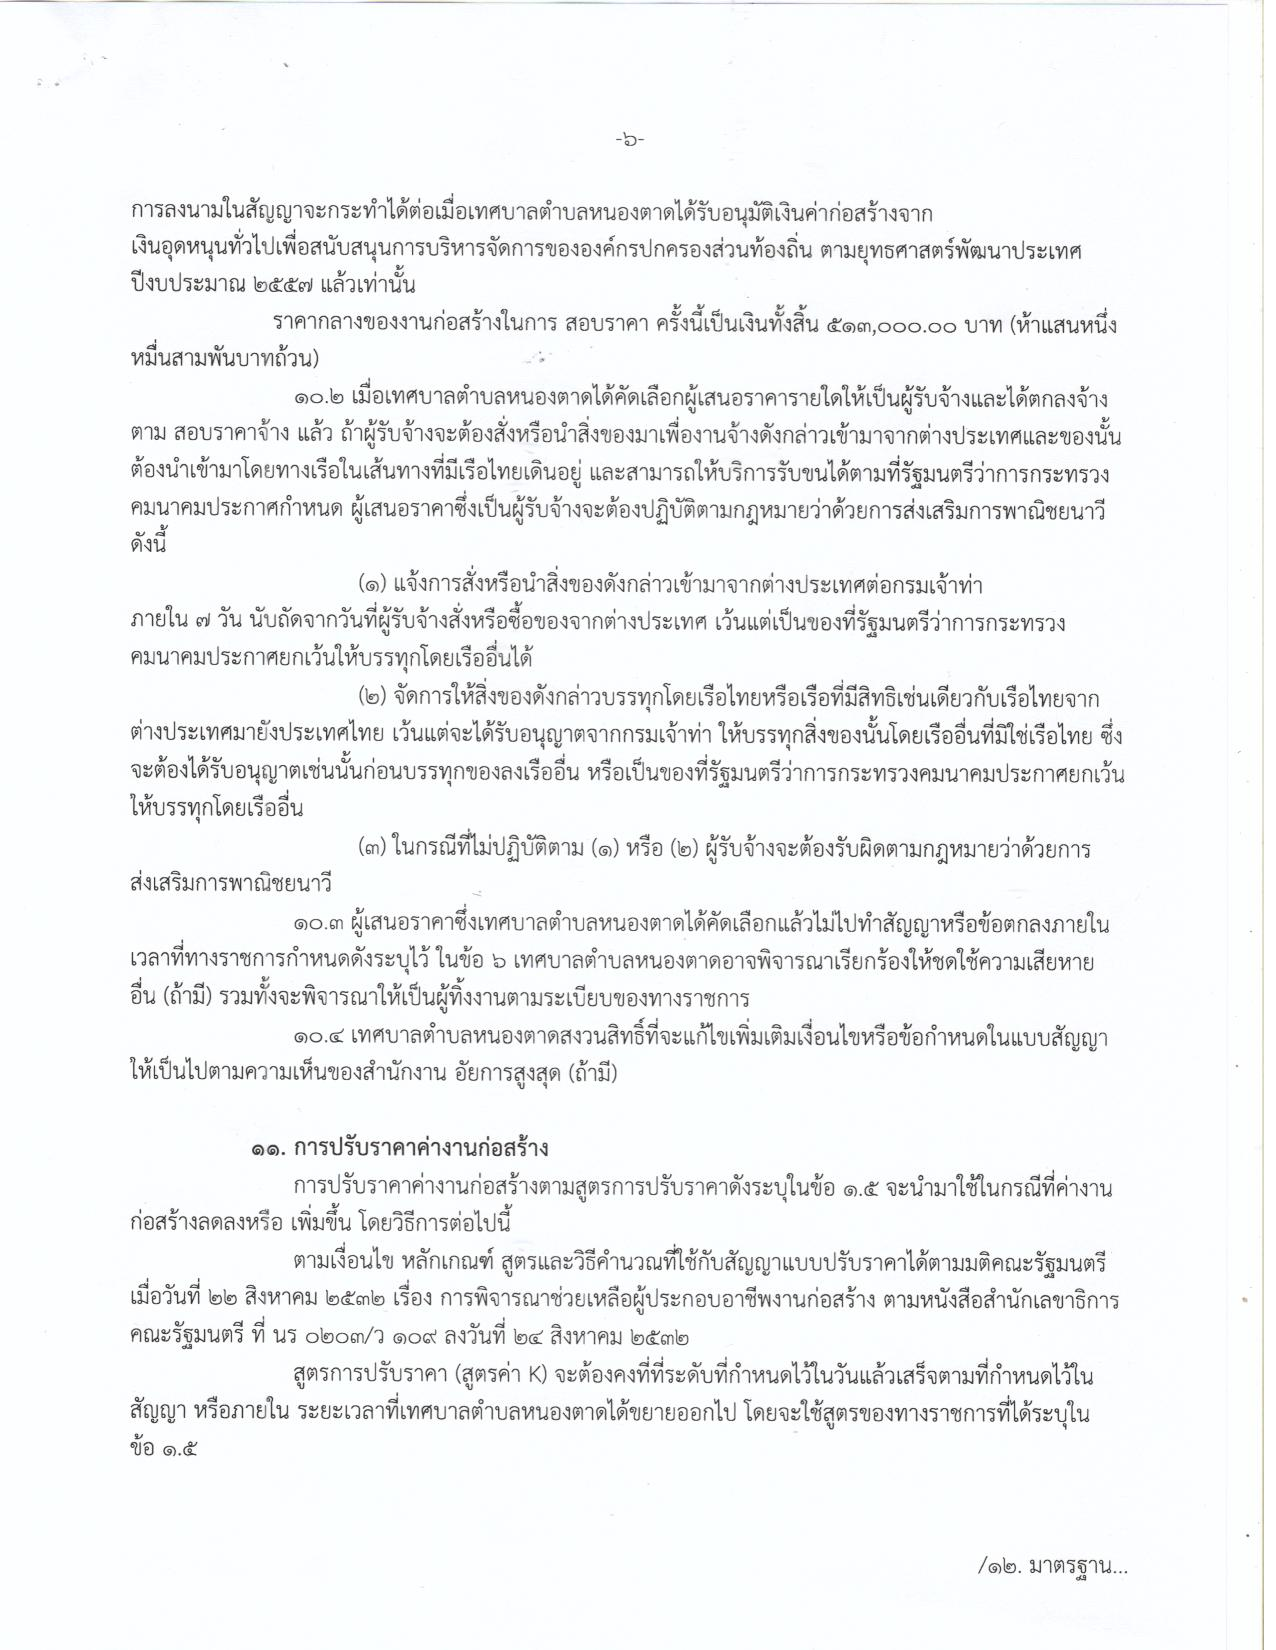 -๖-
การลงนามในสัญญาจะกระทำได้ต่อเมื่อเทศบาลตำบลหนองตาดได้รับอนุมัติเงินค่าก่อสร้างจาก
เงินอุดหนุนทั่วไปเพื่อสนับสนุนการบริหารจัดการขององค์กรปกครองส่วนท้องถิ่น ตามยุทธศาสตร์พัฒนาประเทศ
ปีงบประมาณ ๒๕๕๗ แล้วเท่านั้น
ราคากลางของงานก่อสร้างในการ สอบราคา ครั้งนี้เป็นเงินทั้งสิ้น ๕๑๓,๐๐๐.๐๐ บาท (ห้าแสนหนึ่ง
หมื่นสามพันบาทถ้วน)
๑๐.๒ เมื่อเทศบาลตำบลหนองตาดได้คัดเลือกผู้เสนอราคารายใดให้เป็นผู้รับจ้างและได้ตกลงจ้าง
ตาม สอบราคาจ้าง แล้ว ถ้าผู้รับจ้างจะต้องสั่งหรือนำสิ่งของมาเพื่องานจ้างดังกล่าวเข้ามาจากต่างประเทศและของนั้น
ต้องนำเข้ามาโดยทางเรือในเส้นทางที่มีเรือไทยเดินอยู่ และสามารถให้บริการรับขนได้ตามที่รัฐมนตรีว่าการกระทรวง
คมนาคมประกาศกำหนด ผู้เสนอราคาซึ่งเป็นผู้รับจ้างจะต้องปฏิบัติตามกฎหมายว่าด้วยการส่งเสริมการพาณิชยนาวี
ดังนี้
(๑) แจ้งการสั่งหรือนำสิ่งของดังกล่าวเข้ามาจากต่างประเทศต่อกรมเจ้าท่า
ภายใน ๗ วัน นับถัดจากวันที่ผู้รับจ้างสั่งหรือซื้อของจากต่างประเทศ เว้นแต่เป็นของที่รัฐมนตรีว่าการกระทรวง
คมนาคมประกาศยกเว้นให้บรรทุกโดยเรืออื่นได้
(๒) จัดการให้สิ่งของดังกล่าวบรรทุกโดยเรือไทยหรือเรือที่มีสิทธิเช่นเดียวกับเรือไทยจาก
ต่างประเทศมายังประเทศไทย เว้นแต่จะได้รับอนุญาตจากกรมเจ้าท่า ให้บรรทุกสิ่งของนั้นโดยเรืออื่นที่มิใช่เรือไทย ซึ่ง
จะต้องได้รับอนุญาตเช่นนั้นก่อนบรรทุกของลงเรืออื่น หรือเป็นของที่รัฐมนตรีว่าการกระทรวงคมนาคมประกาศยกเว้น
ให้บรรทุกโดยเรืออื่น
(๓) ในกรณีที่ไม่ปฏิบัติตาม (๑) หรือ (๒) ผู้รับจ้างจะต้องรับผิดตามกฎหมายว่าด้วยการ
ส่งเสริมการพาณิชยนาวี
๑๐.๓ ผู้เสนอราคาซึ่งเทศบาลตำบลหนองตาดได้คัดเลือกแล้วไม่ไปทำสัญญาหรือข้อตกลงภายใน
เวลาที่ทางราชการกำหนดดังระบุไว้ ในข้อ ๖ เทศบาลตำบลหนองตาดอาจพิจารณาเรียกร้องให้ชดใช้ความเสียหาย
อื่น (ถ้ามี) รวมทั้งจะพิจารณาให้เป็นผู้ทิ้งงานตามระเบียบของทางราชการ
๑๐.๔ เทศบาลตำบลหนองตาดสงวนสิทธิ์ที่จะแก้ไขเพิ่มเติมเงื่อนไขหรือข้อกำหนดในแบบสัญญา
ให้เป็นไปตามความเห็นของสำนักงาน อัยการสูงสุด (ถ้ามี)
๑๑. การปรับราคาค่างานก่อสร้าง
การปรับราคาค่างานก่อสร้างตามสูตรการปรับราคาดังระบุในข้อ ๑.๕ จะนำมาใช้ในกรณีที่ค่างาน
ก่อสร้างลดลงหรือ เพิ่มขึ้น โดยวิธีการต่อไปนี้
ตามเงื่อนไข หลักเกณฑ์ สูตรและวิธีคำนวณที่ใช้กับสัญญาแบบปรับราคาได้ตามมติคณะรัฐมนตรี
เมื่อวันที่ ๒๒ สิงหาคม ๒๕๓๒ เรื่อง การพิจารณาช่วยเหลือผู้ประกอบอาชีพงานก่อสร้าง ตามหนังสือสำนักเลขาธิการ
คณะรัฐมนตรี ที่ นร ๐๒๐๓/ว ๑๐๙ ลงวันที่ ๒๔ สิงหาคม ๒๕๓๒
สูตรการปรับราคา (สูตรค่า K) จะต้องคงที่ที่ระดับที่กำหนดไว้ในวันแล้วเสร็จตามที่กำหนดไว้ใน
สัญญา หรือภายใน ระยะเวลาที่เทศบาลตำบลหนองตาดได้ขยายออกไป โดยจะใช้สูตรของทางราชการที่ได้ระบุใน
ข้อ ๑.๕
/๑๒. มาตรฐาน...